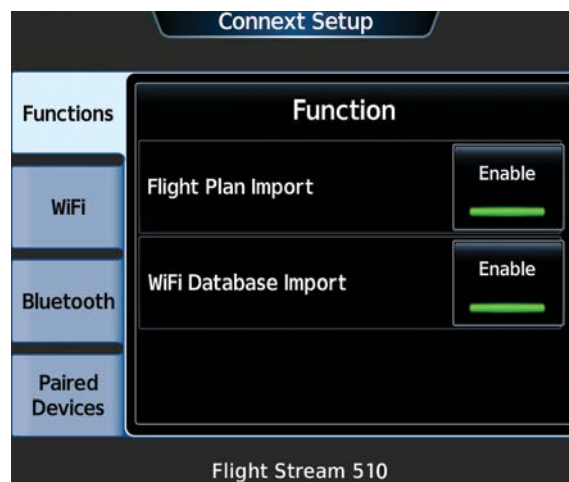 Connext Setup
Functions
WiFi
Bluetooth
Paired
Devices
Function
Flight Plan Import
Enable
WiFi Database Import
Enable
Flight Stream 510